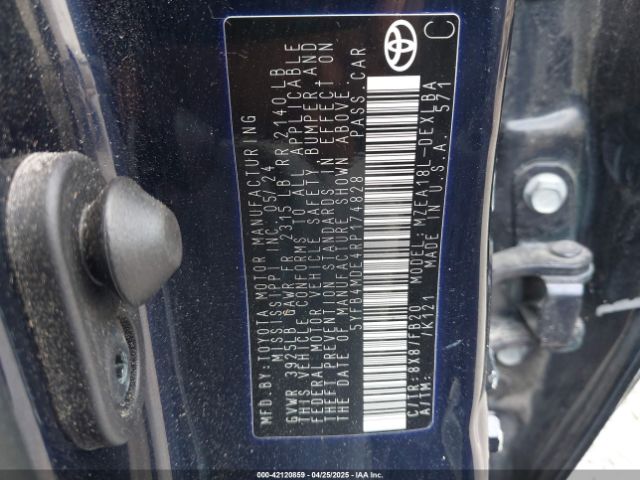 MFD.BY:TOYOTA MOTOR MANUFACTURING
MISSISSIPPI INC. 05/24
GVWR 3925LB GAWR FR 2315LB RR 2140LB
THIS VEHICLE CONFORMS TO ALL APPLICABLE
FEDERAL MOTOR VEHICLE SAFETY BUMPER, AND
THEFT PREVENTION STANDARDS IN EFFECT ON
THE DATE OF MANUFACTURE SHOWN ABOVE.
5YFB4MDE4RP174828 PASS.CAR
C/TR:8X8/FB20 MODEL:MZEA18L-DEXLBA
A/TM: /K121 MADE IN U.S.A. 571
C
000-42120859 - 04/25/2025 - Copyright © IAA, LLC